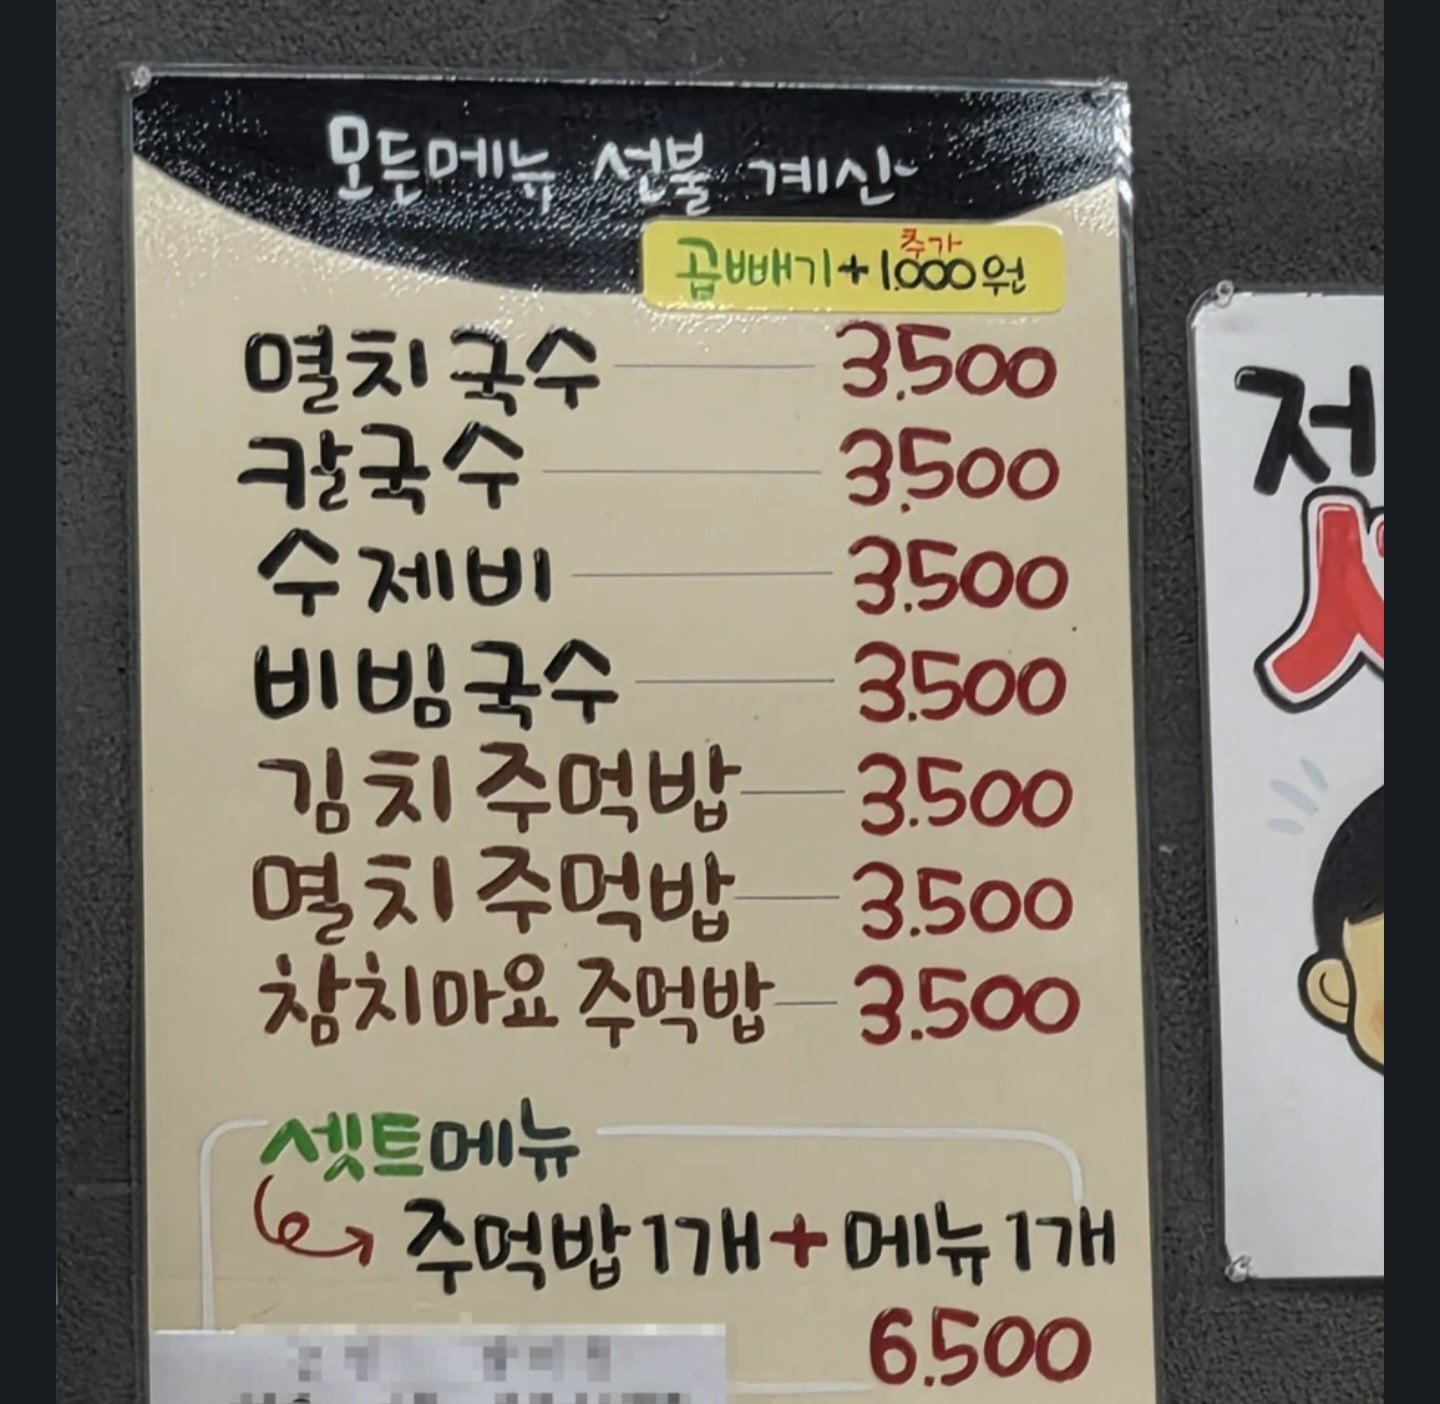 모든메뉴 선불 계산
추가
곱빼기+1.000원
멸치국수 3.500
칼국수 3.500
수제비 3.500
비빔국수 3.500
김치주먹밥 3.500
멸치주먹밥 3.500
참치마요 주먹밥 3.500
셋트메뉴
주먹밥1개+메뉴1개
6.500
저